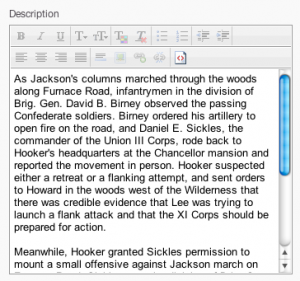 Description
B I U T T T T
As Jackson's columns marched through the woods
along Furnace Road, infantrymen in the division of
Brig. Gen. David B. Birney observed the passing
Confederate soldiers. Birney ordered his artillery to
open fire on the road, and Daniel E. Sickles, the
commander of the Union III Corps, rode back to
Hooker's headquarters at the Chancellor mansion and
reported the movement in person. Hooker suspected
either a retreat or a flanking attempt, and sent orders
to Howard in the woods west of the Wilderness that
there was credible evidence that Lee was trying to
launch a flank attack and that the XI Corps should be
prepared for action.
Meanwhile, Hooker granted Sickles permission to
mount a small offensive against Jackson march on